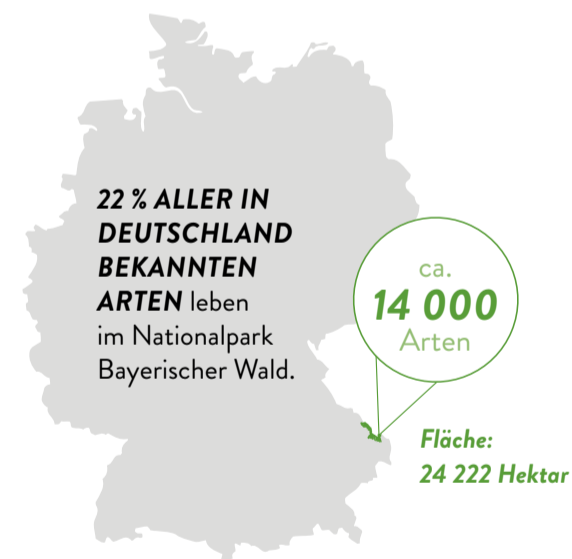 22 % ALLER IN
DEUTSCHLAND
BEKANNTEN
ARTEN leben
im Nationalpark
Bayerischer Wald.
ca.
14 000
Arten
Fläche:
24 222 Hektar